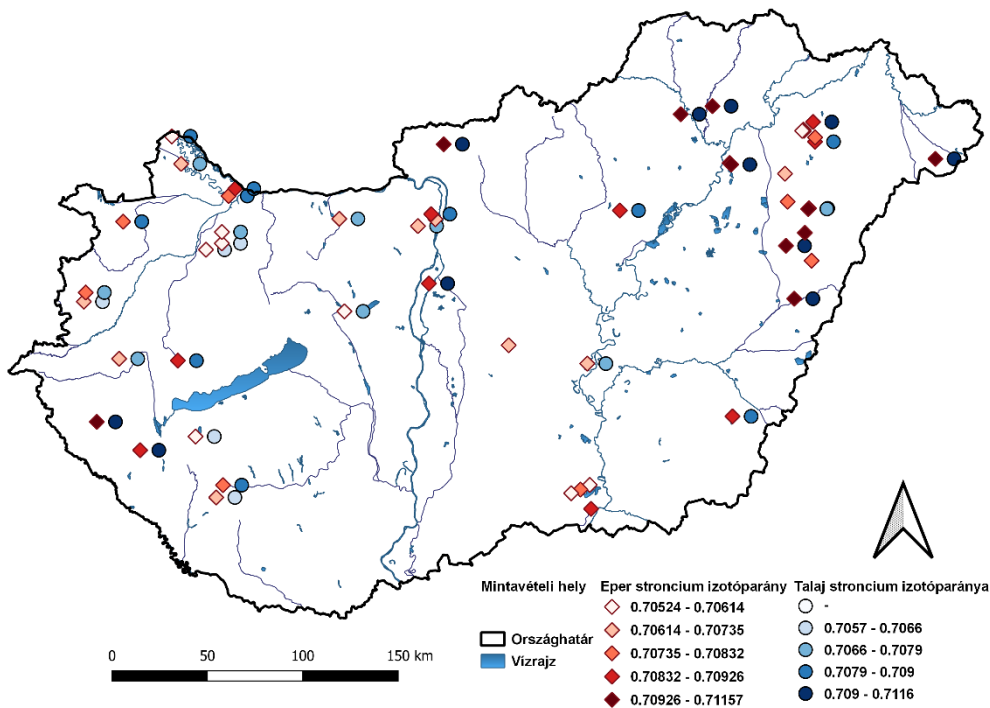 Mintavételi hely
Országhatár
Vízrajz
Eper stroncium izotóparány
0.70524 - 0.70614
0.70614 - 0.70735
0.70735 - 0.70832
0.70832 - 0.70926
0.70926 - 0.71157
Talaj stroncium izotóparánya
-
0.7057 - 0.7066
0.7066 - 0.7079
0.7079 - 0.709
0.709 - 0.7116
0 50 100 150 km